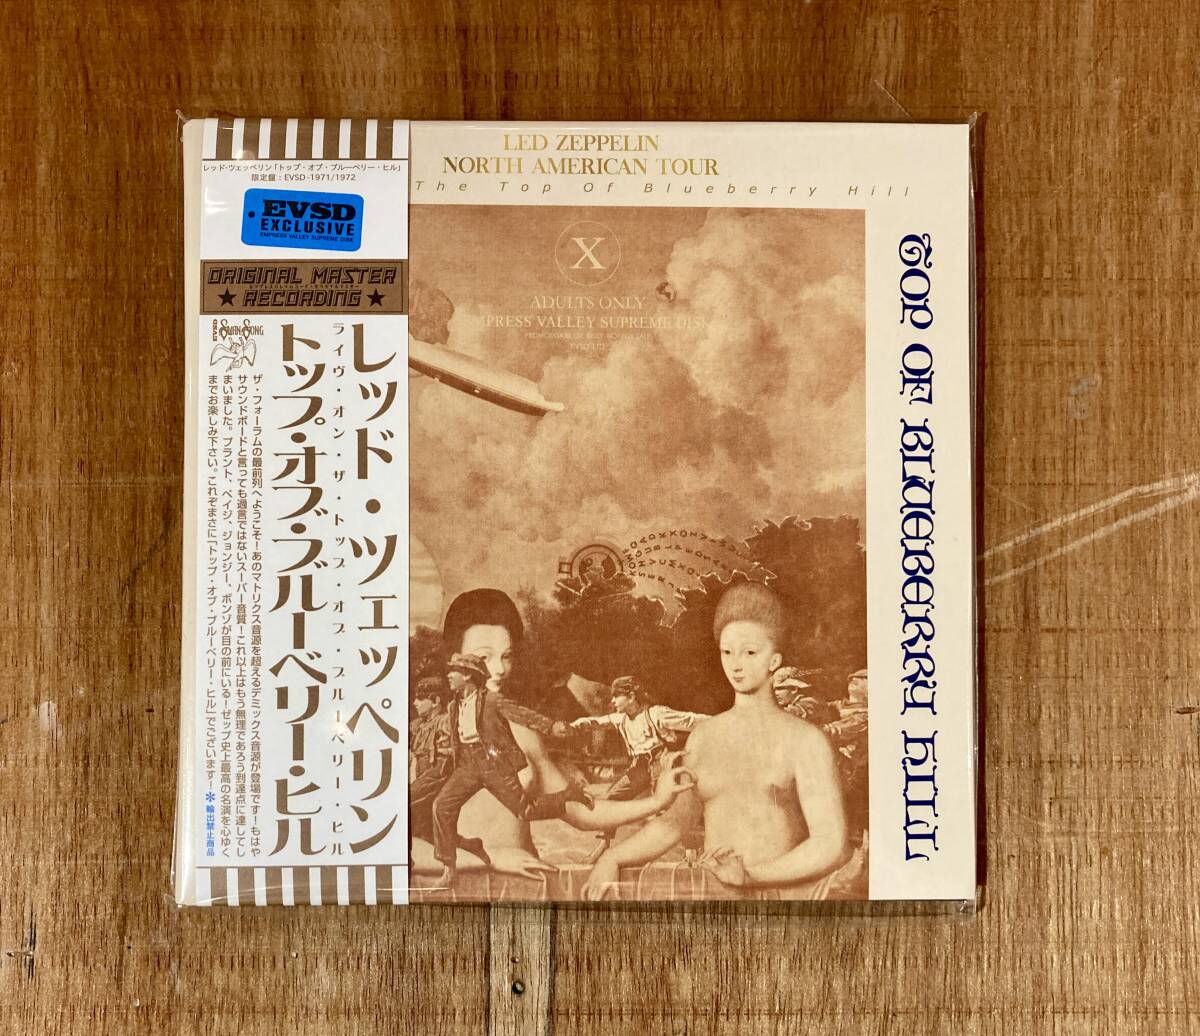 レッド・ツェッペリン「トップ・オブ・ブルーベリー・ヒル」
限定盤：EVSD-1971/1972
EVSD
EXCLUSIVE
EMPRESS VALLEY SUPREME DISK
ORIGINAL MASTER
RECORDING
EVSD
SWAN SONG
レッド・ツェッペリン
ライヴ・オン・ザ・トップ・オブ・ブルーベリー・ヒル
トップ・オブ・ブルーベリー・ヒル
ザ・フォーラムの最前列へようこそ！あのマトリクス音源を超えるデミックス音源が登場です！もはや
サウンドボードと言っても過言ではないスーパー音質！これ以上はもう無理であろう到達点に達してし
まいました。プラント、ペイジ、ジョンジー、ボンゾが目の前にいる！ゼップ史上最高の名演を心ゆく
までお楽しみ下さい。これぞまさに「トップ・オブ・ブルーベリー・ヒル」でございます！＊輸出禁止商品
LED ZEPPELIN
NORTH AMERICAN TOUR
The Top Of Blueberry Hill
X
ADULTS ONLY
MPRESS VALLEY SUPREME DISK
TOP OF BLUEBERRY HILL